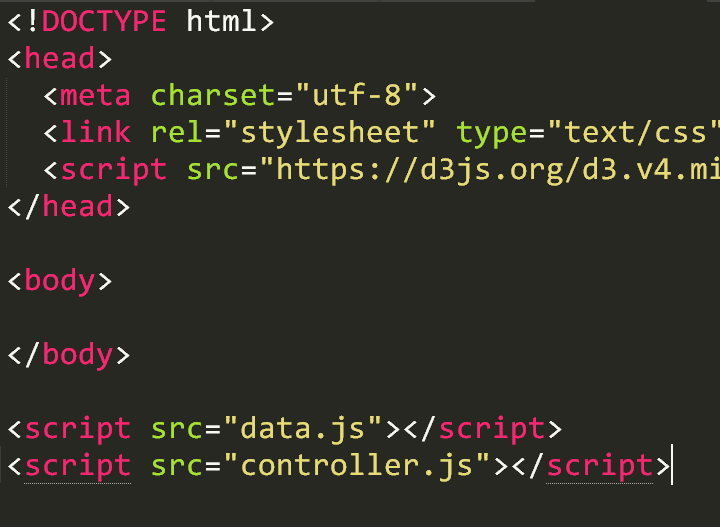 <!DOCTYPE html>
<head>
<meta charset="utf-8">
<link rel="stylesheet" type="text/css"
<script src="https://d3js.org/d3.v4.mi
</head>
<body>
</body>
<script src="data.js"></script>
<script src="controller.js"></script>